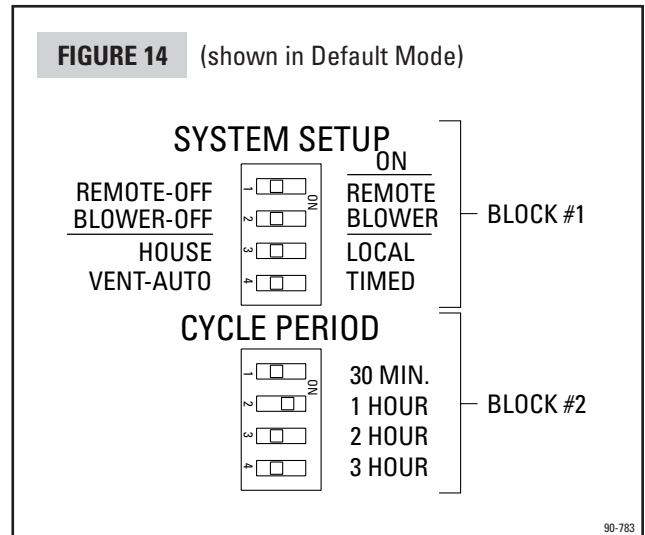 FIGURE 14 (shown in Default Mode)
SYSTEM SETUP
ON
REMOTE-OFF 1 ON REMOTE
BLOWER-OFF 2 BLOWER
BLOCK #1
HOUSE 3 LOCAL
VENT-AUTO 4 TIMED
CYCLE PERIOD
1 ON 30 MIN.
2 1 HOUR
BLOCK #2
3 2 HOUR
4 3 HOUR
90-783